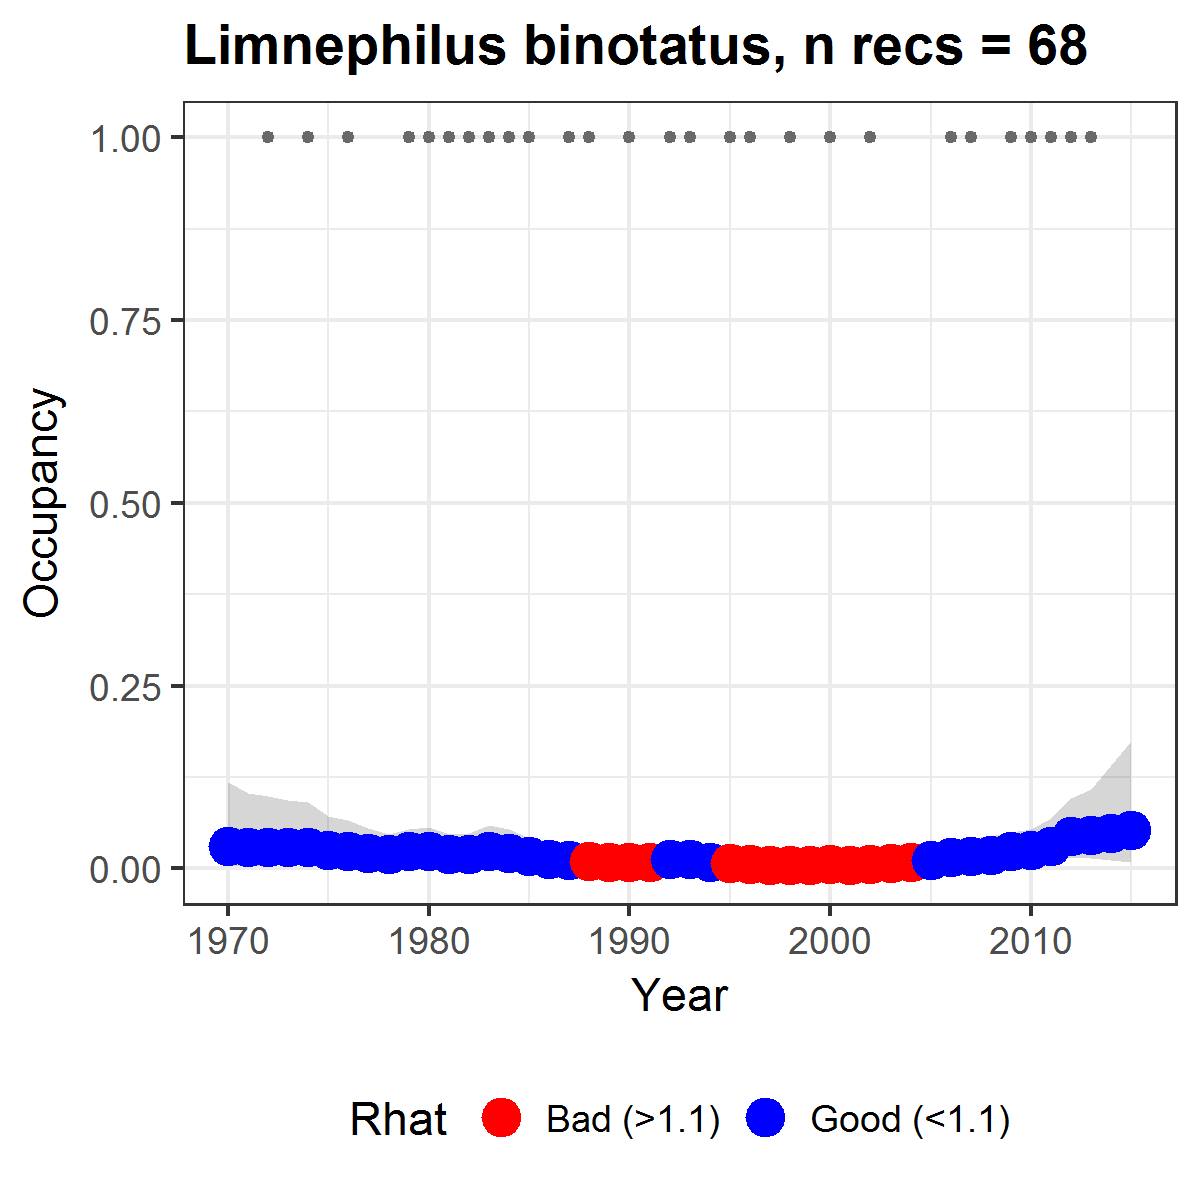 Limnephilus binotatus, n recs = 68
1.00
0.75
0.50
0.25
0.00
Occupancy
1970 1980 1990 2000 2010
Year
Rhat Bad (>1.1) Good (<1.1)